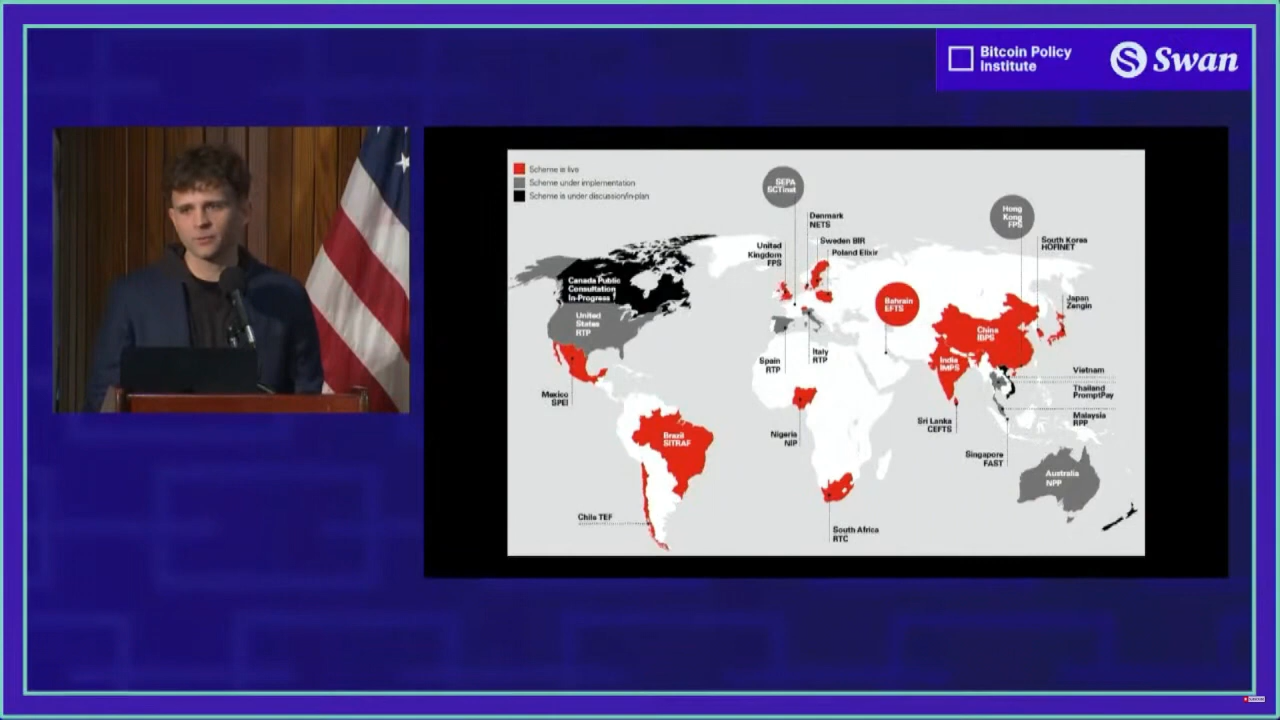 Bitcoin Policy
Institute
Swan
Scheme is live
Scheme under implementation
Scheme is under discussion/in-plan
SEPA
SCTinst
Hong
Kong
FPS
Denmark
NETS
Sweden BIR
Poland Elixir
United
Kingdom
FPS
South Korea
HOFINET
Canada Public
Consultation
In-Progress
United
States
RTP
Bahrain
EFTS
Japan
Zengin
China
IBPS
India
IMPS
Spain
RTP
Italy
RTP
Vietnam
Thailand
PromptPay
Malaysia
RPP
Mexico
SPEI
Sri Lanka
CEFTS
Brazil
SITRAF
Nigeria
NIP
Singapore
FAST
Australia
NPP
Chile TEF
South Africa
RTC